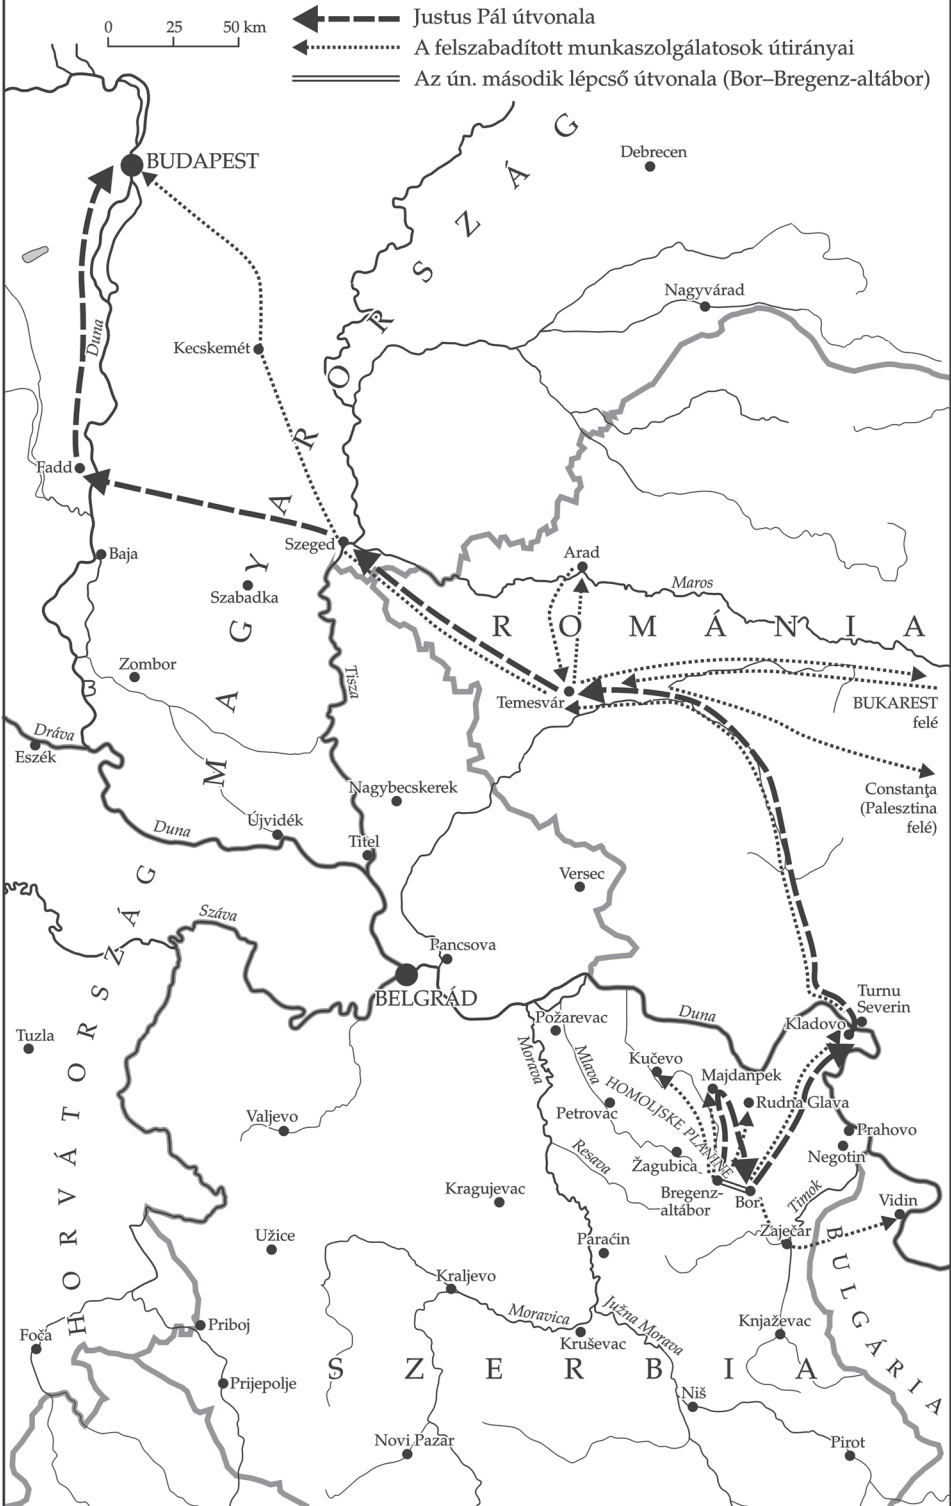 0 25 50 km
Justus Pál útvonala
A felszabadított munkaszolgálatosok útirányai
Az ún. második lépcső útvonala (Bor–Bregenz-altábor)
MAGYARORSZÁG
BUDAPEST
Debrecen
Nagyvárad
Duna
Kecskemét
Fadd
Szeged
Baja
Szabadka
Arad
Maros
ROMÁNIA
Zombor
Tisza
Temesvár
BUKAREST
felé
Dráva
Eszék
Constanţa
(Palesztina
felé)
Nagybecskerek
Újvidék
Duna
Titel
Versec
HORVÁTORSZÁG
Száva
Pancsova
BELGRÁD
Turnu
Severin
Kladovo
Duna
Požarevac
Tuzla
Morava
Mlava
Kučevo
HOMOLJSKE PLANINE
Majdanpek
Rudna Glava
Petrovac
Valjevo
Prahovo
Negotin
Resava
Žagubica
Bregenz-
altábor
Bor
Timok
Kragujevac
Vidin
Zaječar
Užice
Paraćin
BULGÁRIA
Kraljevo
Moravica
Južna Morava
Kruševac
Knjaževac
Foča
Priboj
SZERBIA
Prijepolje
Niš
Novi Pazar
Pirot